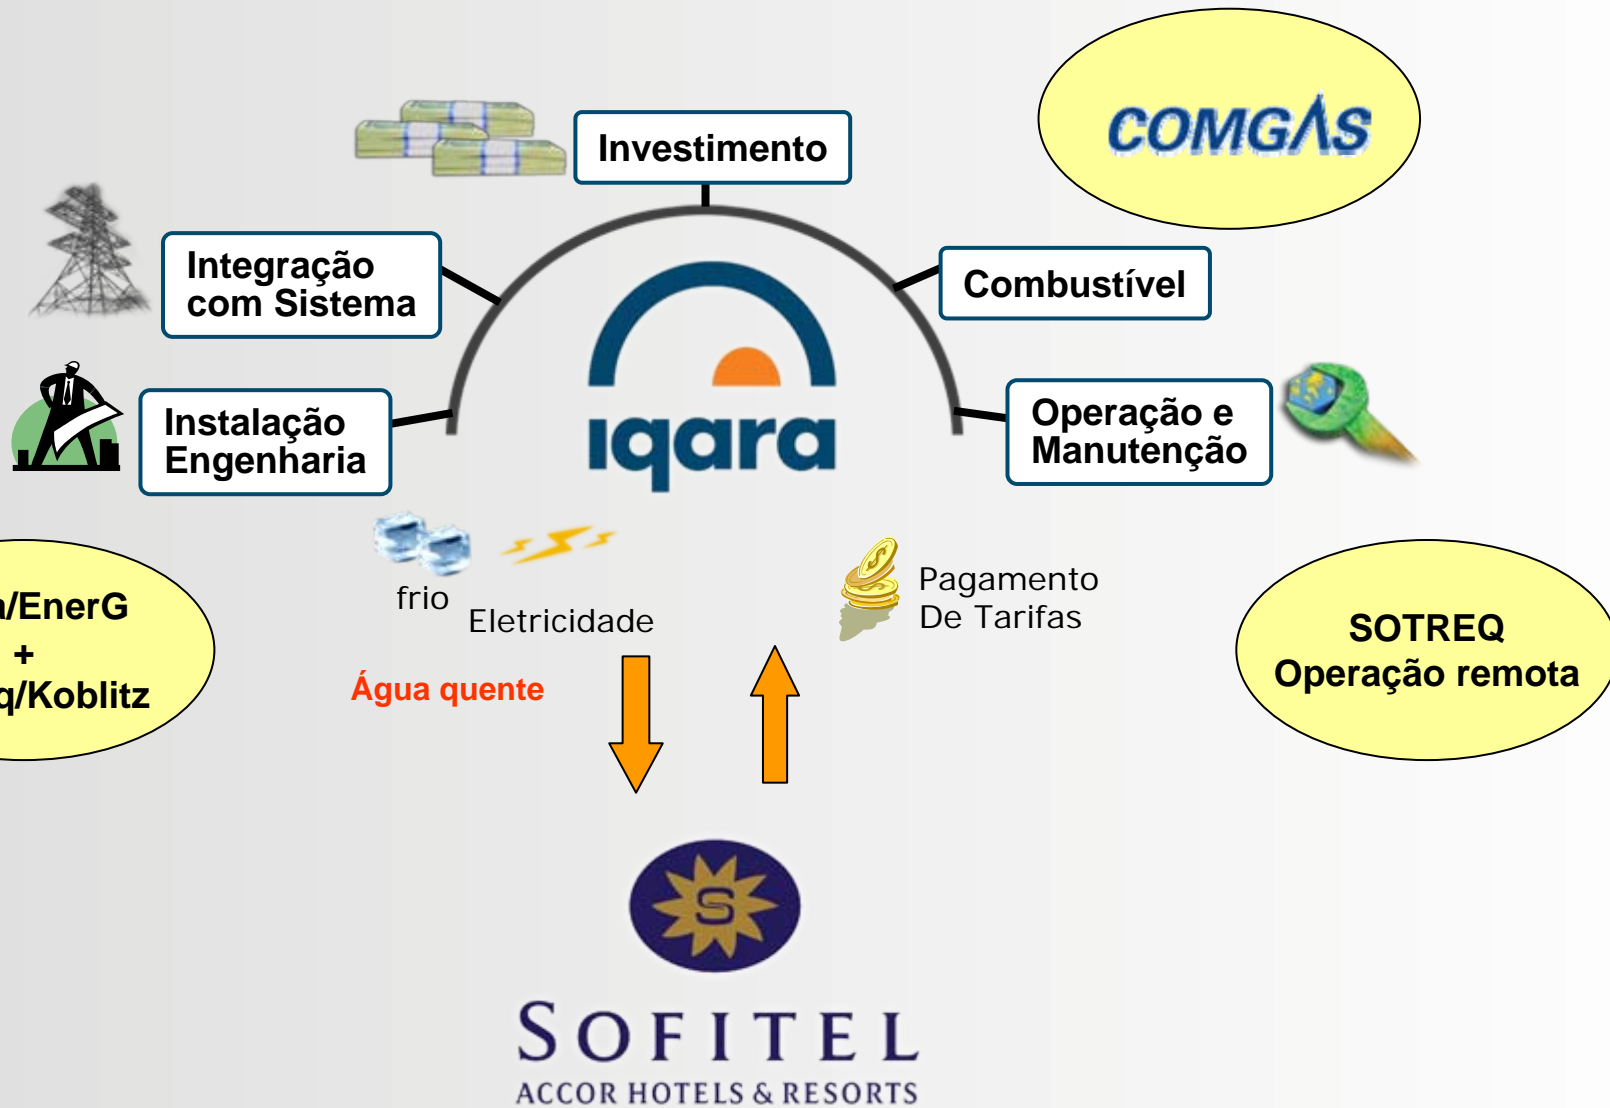 COMGÁS
Investimento
Integração
com Sistema
Combustível
iqara
Instalação
Engenharia
Operação e
Manutenção
frio
Eletricidade
Água quente
Pagamento
De Tarifas
/EnerG
+
/Koblitz
SOTREQ
Operação remota
S
SOFITEL
ACCOR HOTELS & RESORTS